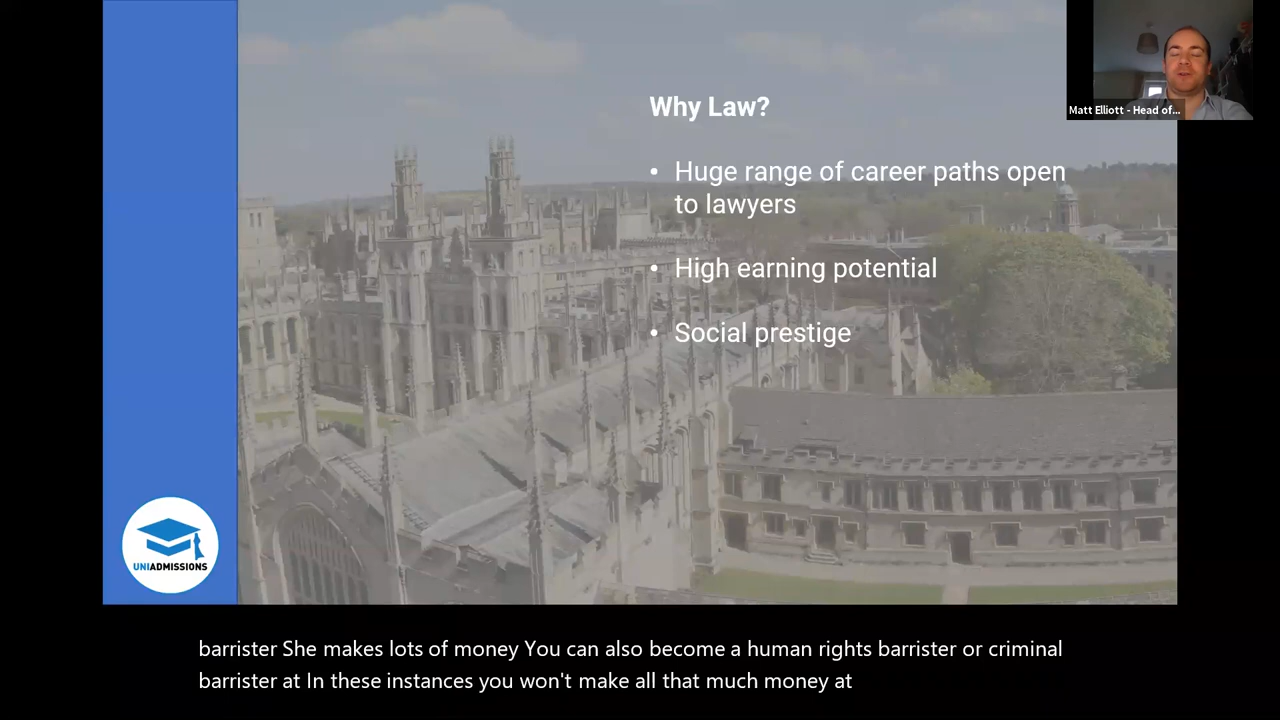 Why Law?
• Huge range of career paths open
to lawyers
• High earning potential
• Social prestige
Matt Elliott - Head of...
UNIADMISSIONS
barrister She makes lots of money You can also become a human rights barrister or criminal
barrister at In these instances you won't make all that much money at